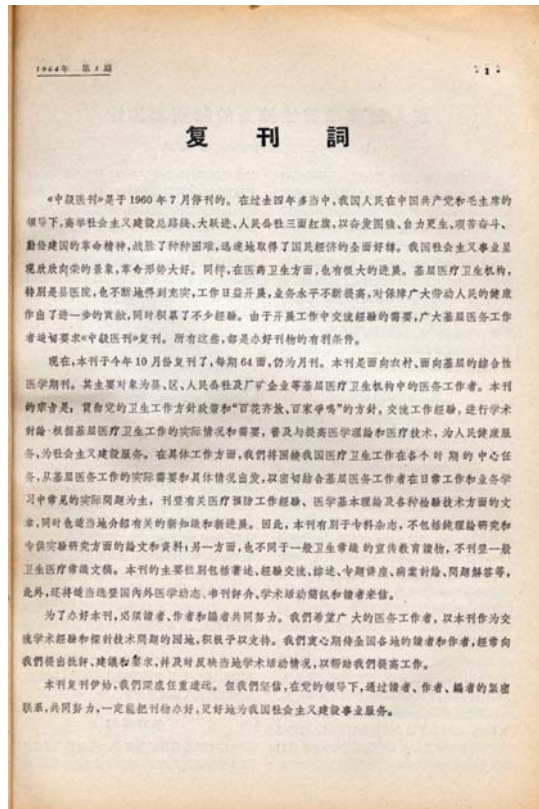 1964年 第1期
·1·
复刊詞
《中級医刊》是于1960年7月停刊的。在过去四年多当中,我国人民在中国共产党和毛主席的
领导下,高举社会主义建設总路綫、大跃进、人民公社三面紅旗,以奋发图强、自力更生、艰苦奋斗、
勤俭建国的革命精神,战胜了种种困难,迅速地取得了国民經济的全面好轉。我国社会主义事业呈
現欣欣向荣的景象,革命形势大好。同样,在医药卫生方面,也有很大的进展。基层医疗卫生机构,
特別是县医院,也不断地得到充实,工作日益开展,业务水平不断提高,对保障广大劳动人民的健康
作出了进一步的貢献,同时积累了不少經驗。由于开展工作中交流經驗的需要,广大基层医务工作
者迫切要求《中級医刊》复刊。所有这些,都是办好刊物的有利条件。
現在,本刊于今年10月份复刊了,每期64面,仍为月刊。本刊是面向农村、面向基层的綜合性
医学期刊。其主要对象为县、区、人民公社及厂矿企业等基层医疗卫生机构中的医务工作者。本刊
的宗旨是:貫彻党的卫生工作方針政策和“百花齐放、百家爭鳴”的方針,交流工作經驗,进行学术
討論,根据基层医疗卫生工作的实际情况和需要,普及与提高医学理論和医疗技术,为人民健康服
务,为社会主义建設服务。在具体工作方面,我們将围繞我国医疗卫生工作在各个时期的中心任
务,从基层医务工作的实际需要和具体情况出发,以密切結合基层医务工作者在日常工作和业务学
习中常見的实际問題为主,刊登有关医疗預防工作經驗、医学基本理論及各种检驗技术方面的文
章,同时也适当地介紹有关的新知識和新进展。因此,本刊有別于专科杂志,不包括純理論研究和
专供实驗研究方面的論文和資料;另一方面,也不同于一般卫生常識的宣传教育讀物,不刊登一般
卫生医疗常識文稿。本刊的主要栏別包括著述、經驗交流、綜述、专題讲座、病案討論、問題解答等,
此外,还将适当选登国內外医学动态、书刊評介、学术活动簡訊和讀者来信。
为了办好本刊,必須讀者、作者和編者共同努力。我們希望广大的医务工作者,以本刊作为交
流学术經驗和探討技术問題的园地,积极予以支持。我們衷心期待全国各地的讀者和作者,經常向
我們提出批評、建議和要求,并及时反映当地学术活动情况,以帮助我們提高工作。
本刊复刊伊始,我們深感任重道远。但我們坚信,在党的领导下,通过讀者、作者、編者的紧密
联系,共同努力,一定能把刊物办好,更好地为我国社会主义建設事业服务。